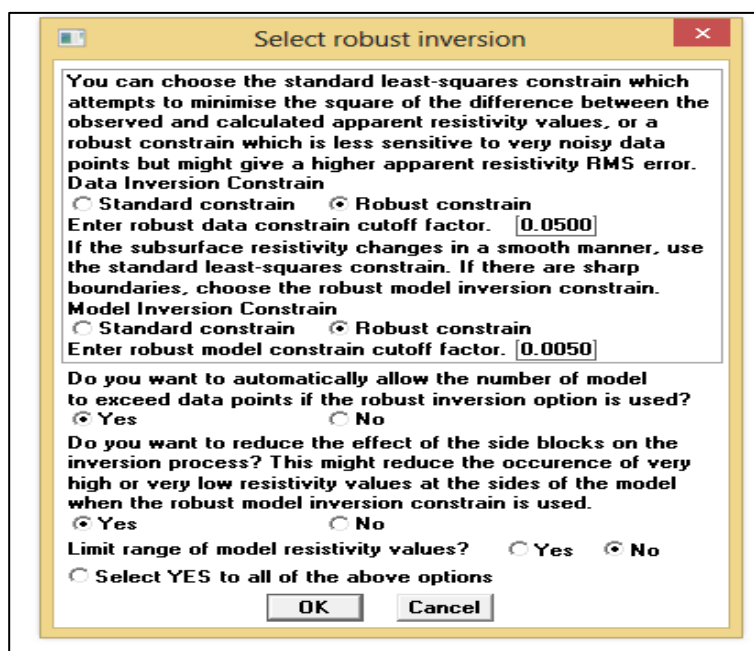 Select robust inversion
You can choose the standard least-squares constrain which
attempts to minimise the square of the difference between the
observed and calculated apparent resistivity values, or a
robust constrain which is less sensitive to very noisy data
points but might give a higher apparent resistivity RMS error.
Data Inversion Constrain
Standard constrain Robust constrain
Enter robust data constrain cutoff factor. 0.0500
If the subsurface resistivity changes in a smooth manner, use
the standard least-squares constrain. If there are sharp
boundaries, choose the robust model inversion constrain.
Model Inversion Constrain
Standard constrain Robust constrain
Enter robust model constrain cutoff factor. 0.0050
Do you want to automatically allow the number of model
to exceed data points if the robust inversion option is used?
Yes No
Do you want to reduce the effect of the side blocks on the
inversion process? This might reduce the occurence of very
high or very low resistivity values at the sides of the model
when the robust model inversion constrain is used.
Yes No
Limit range of model resistivity values? Yes No
Select YES to all of the above options
OK Cancel